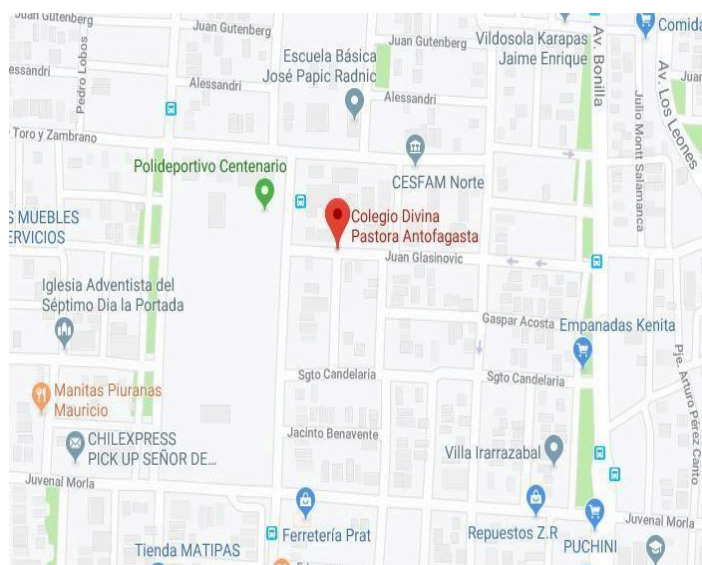 Juan Gutenberg
Juan Gutenberg
Juan Gutenberg
Vildosola Karapas
Jaime Enrique
Av. Bonilla
Comida
Av. Los Leones
Juan
Pedro Lobos
Alessandri
Escuela Básica
José Papic Radnic
Alessandri
Alessandri
Julio Montt Salamanca
Toro y Zambrano
Polideportivo Centenario
CESFAM Norte
S MUEBLES
ERVICIOS
Colegio Divina
Pastora Antofagasta
Juan Glasinovic
Iglesia Adventista del
Séptimo Dia la Portada
Gaspar Acosta
Empanadas Kenita
Sgto Candelaria
Sgto Candelaria
Pje. Arturo Pérez Canto
Manitas Piuranas
Mauricio
CHILEXPRESS
PICK UP SEÑOR DE...
Jacinto Benavente
Villa Irarrazabal
Juvenal Morla
Ferretería Prat
Repuestos Z.R
PUCHINI
Juvenal Morla
Tienda MATIPAS